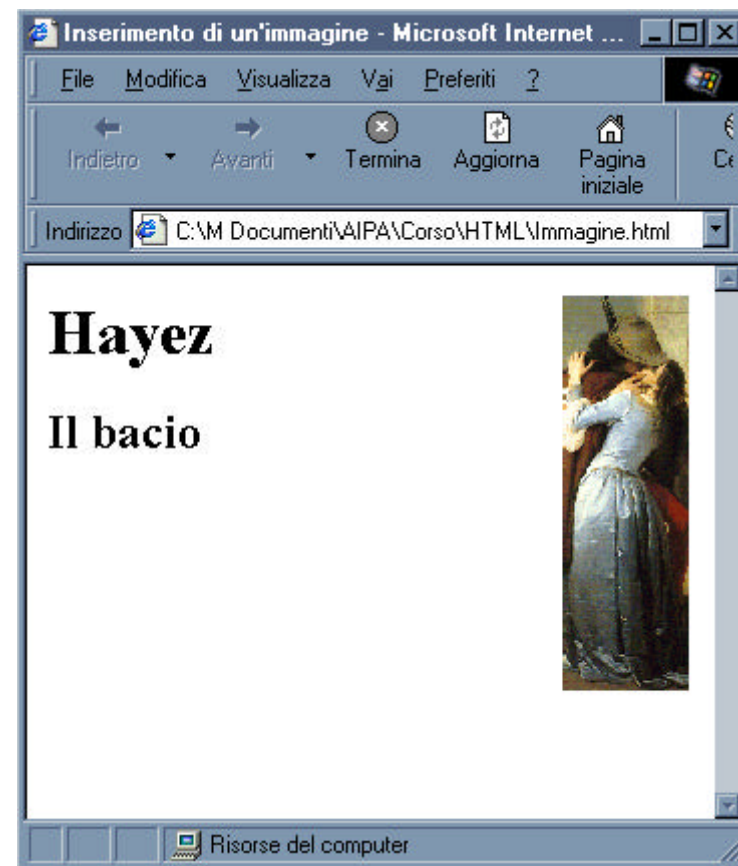 Inserimento di un'immagine - Microsoft Internet ...
File Modifica Visualizza Vai Preferiti ?
Indietro Avanti Termina Aggiorna Pagina iniziale
Indirizzo C:\M Documenti\AIPA\Corso\HTML\Immagine.html
Hayez
Il bacio
Risorse del computer